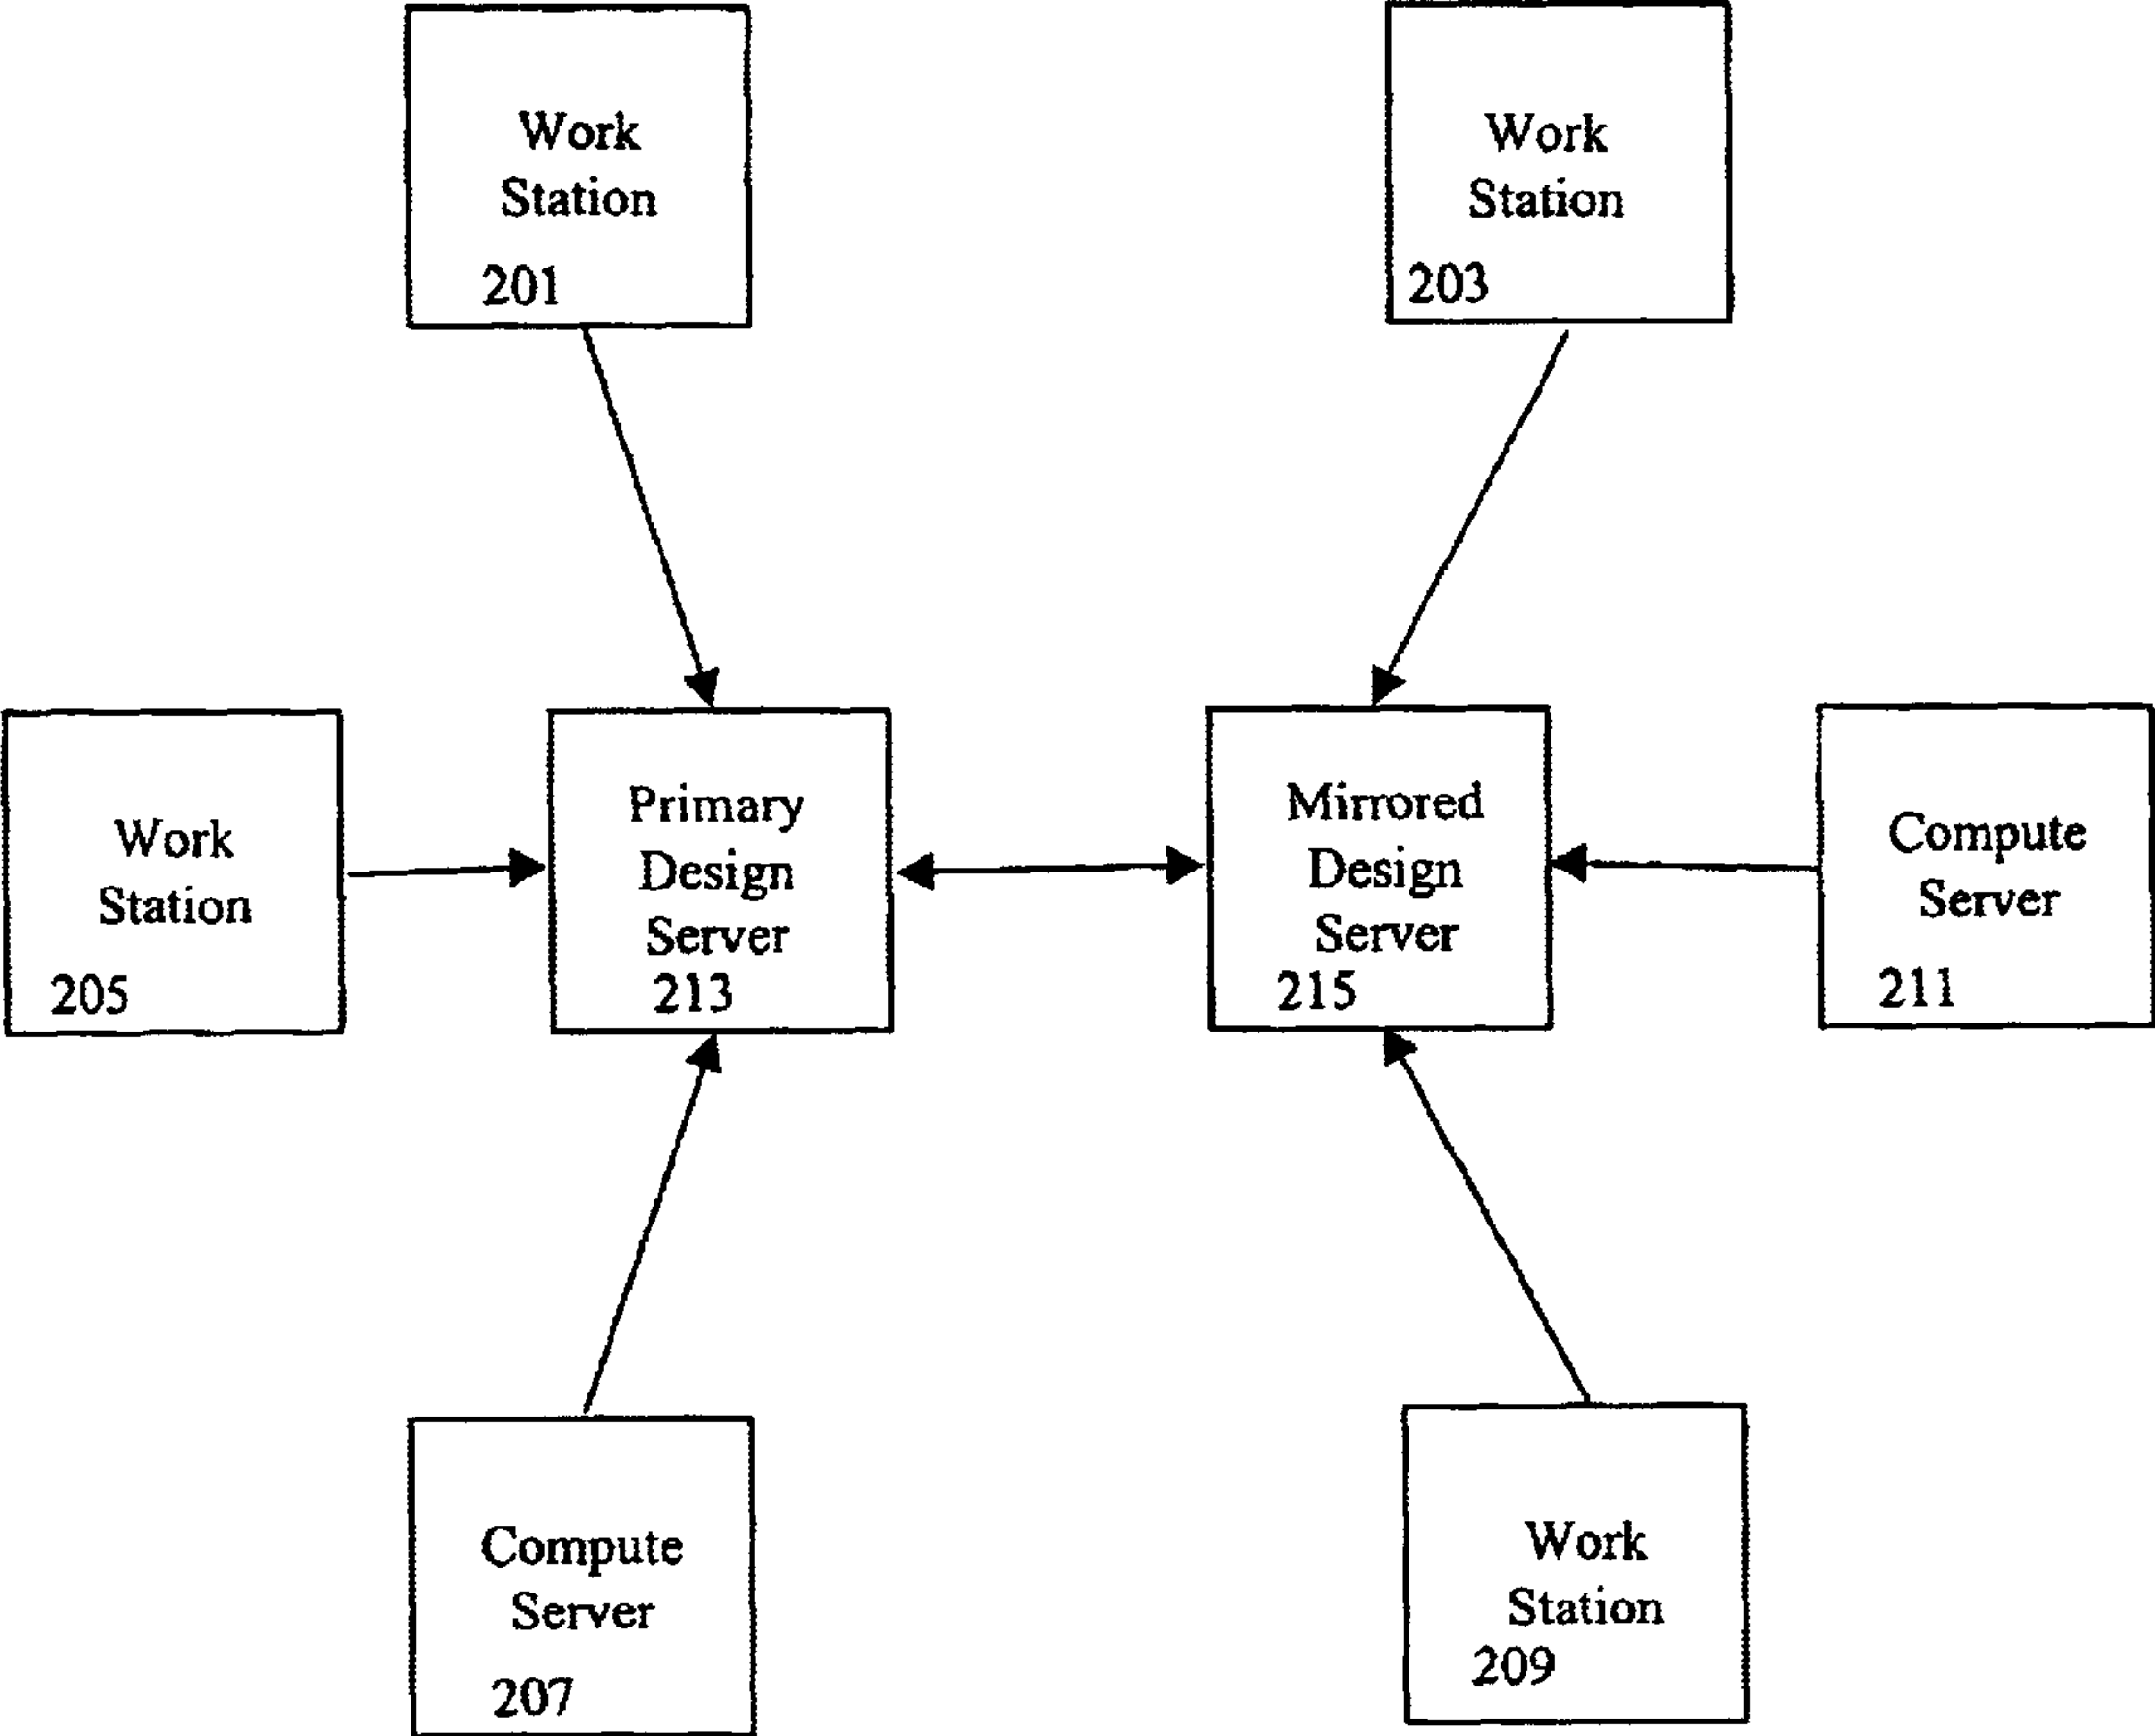 Work
Station
201
Work
Station
203
Work
Station
205
Primary
Design
Server
213
Mirrored
Design
Server
215
Compute
Server
211
Compute
Server
207
Work
Station
209